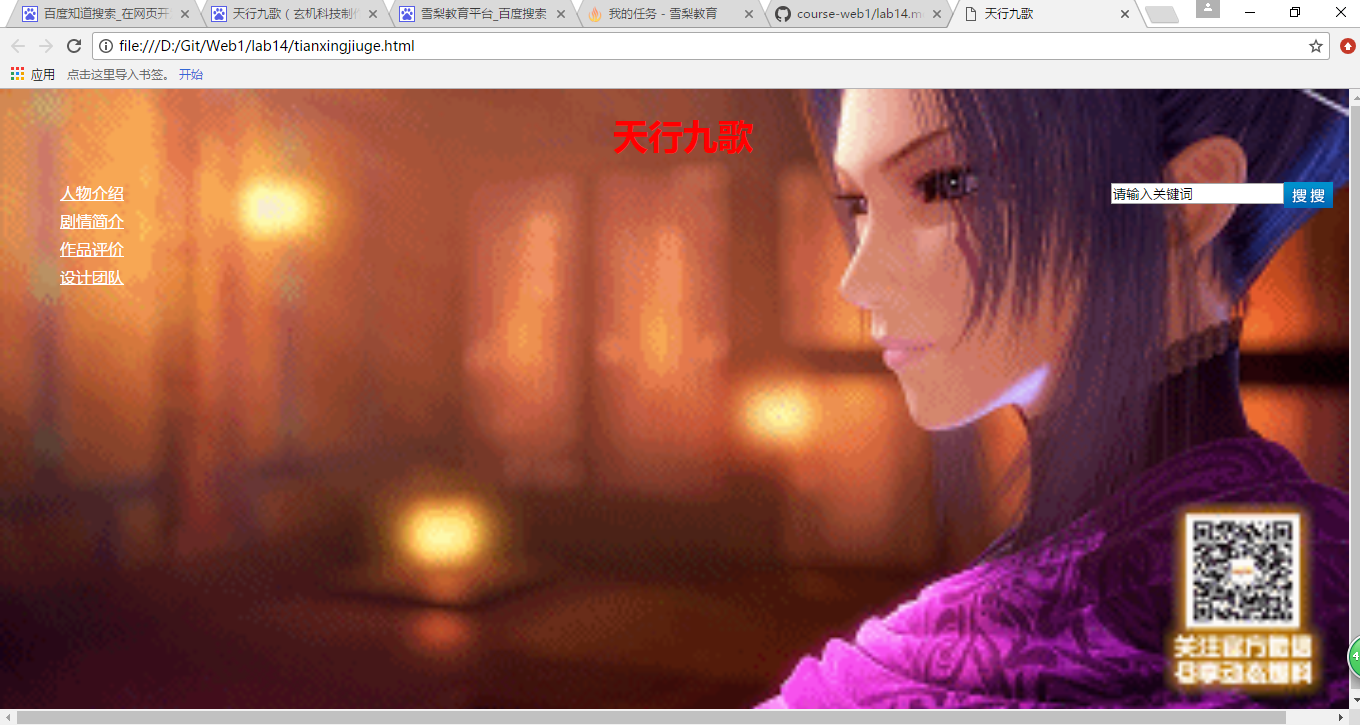 百度知道搜索_在网页开
天行九歌（玄机科技制作
雪梨教育平台_百度搜索
我的任务 - 雪梨教育
course-web1/lab14.m
天行九歌
file:///D:/Git/Web1/lab14/tianxingjiuge.html
应用 点击这里导入书签。 开始
天行九歌
人物介绍
剧情简介
作品评价
设计团队
请输入关键词 搜 搜
关注官方微信
4